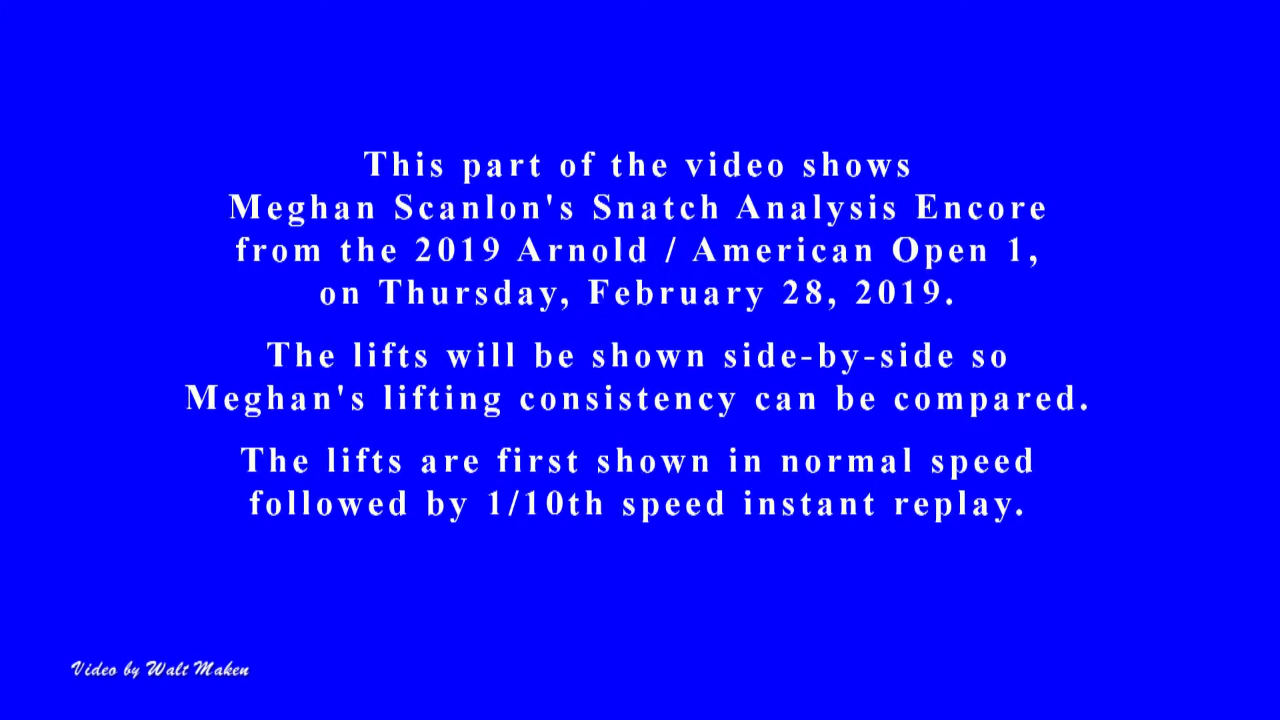 This part of the video shows
Meghan Scanlon's Snatch Analysis Encore
from the 2019 Arnold / American Open 1,
on Thursday, February 28, 2019.
The lifts will be shown side-by-side so
Meghan's lifting consistency can be compared.
The lifts are first shown in normal speed
followed by 1/10th speed instant replay.
Video by Walt Maken